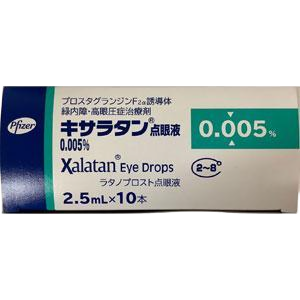 プロスタグランジンF2α誘導体
緑内障・高眼圧症治療剤
Pfizer
キサラタン®点眼液
0.005%
0.005%
Xalatan® Eye Drops
2~8°
ラタノプロスト点眼液
2.5mL×10本